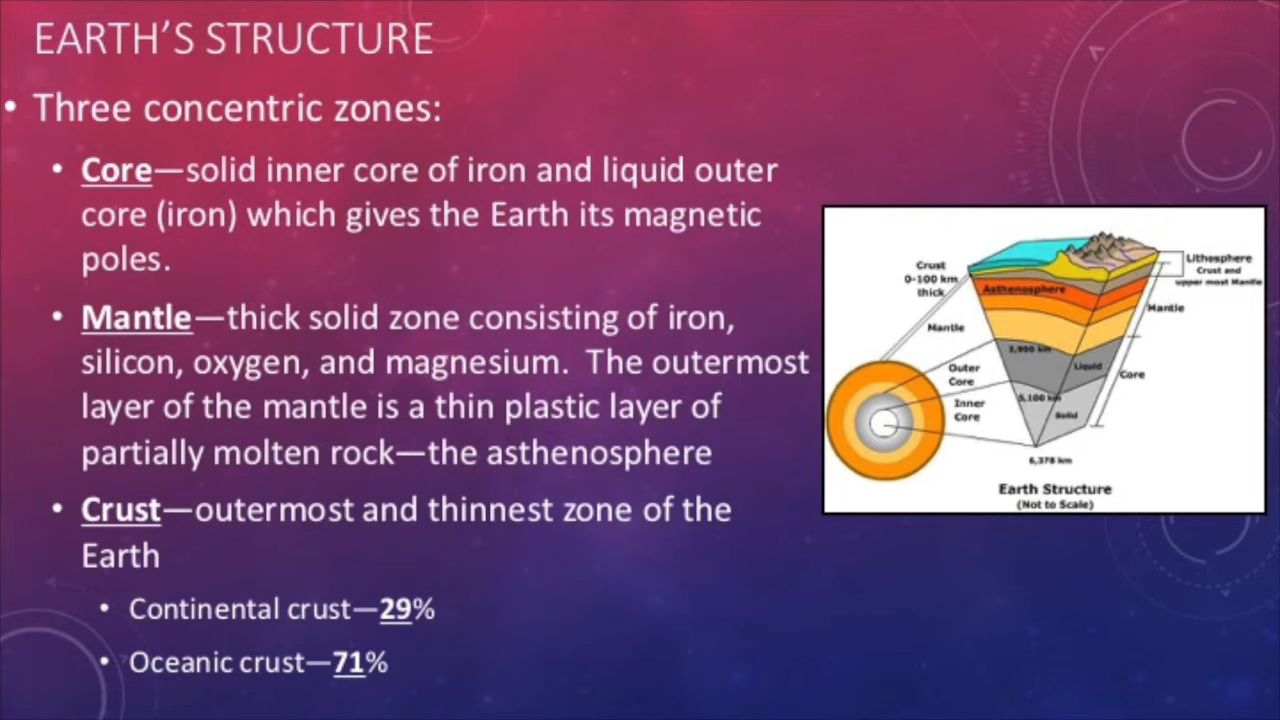 EARTH'S STRUCTURE
• Three concentric zones:
• Core—solid inner core of iron and liquid outer
core (iron) which gives the Earth its magnetic
poles.
• Mantle—thick solid zone consisting of iron,
silicon, oxygen, and magnesium.  The outermost
layer of the mantle is a thin plastic layer of
partially molten rock—the asthenosphere
• Crust—outermost and thinnest zone of the
Earth
• Continental crust—29%
• Oceanic crust—71%
Crust
0-100 km
thick
Asthenosphere
Lithosphere
Crust and
upper most Mantle
Mantle
Mantle
Liquid
Outer
Core
Core
5,100 km
Inner
Core
Solid
6,378 km
Earth Structure
(Not to Scale)